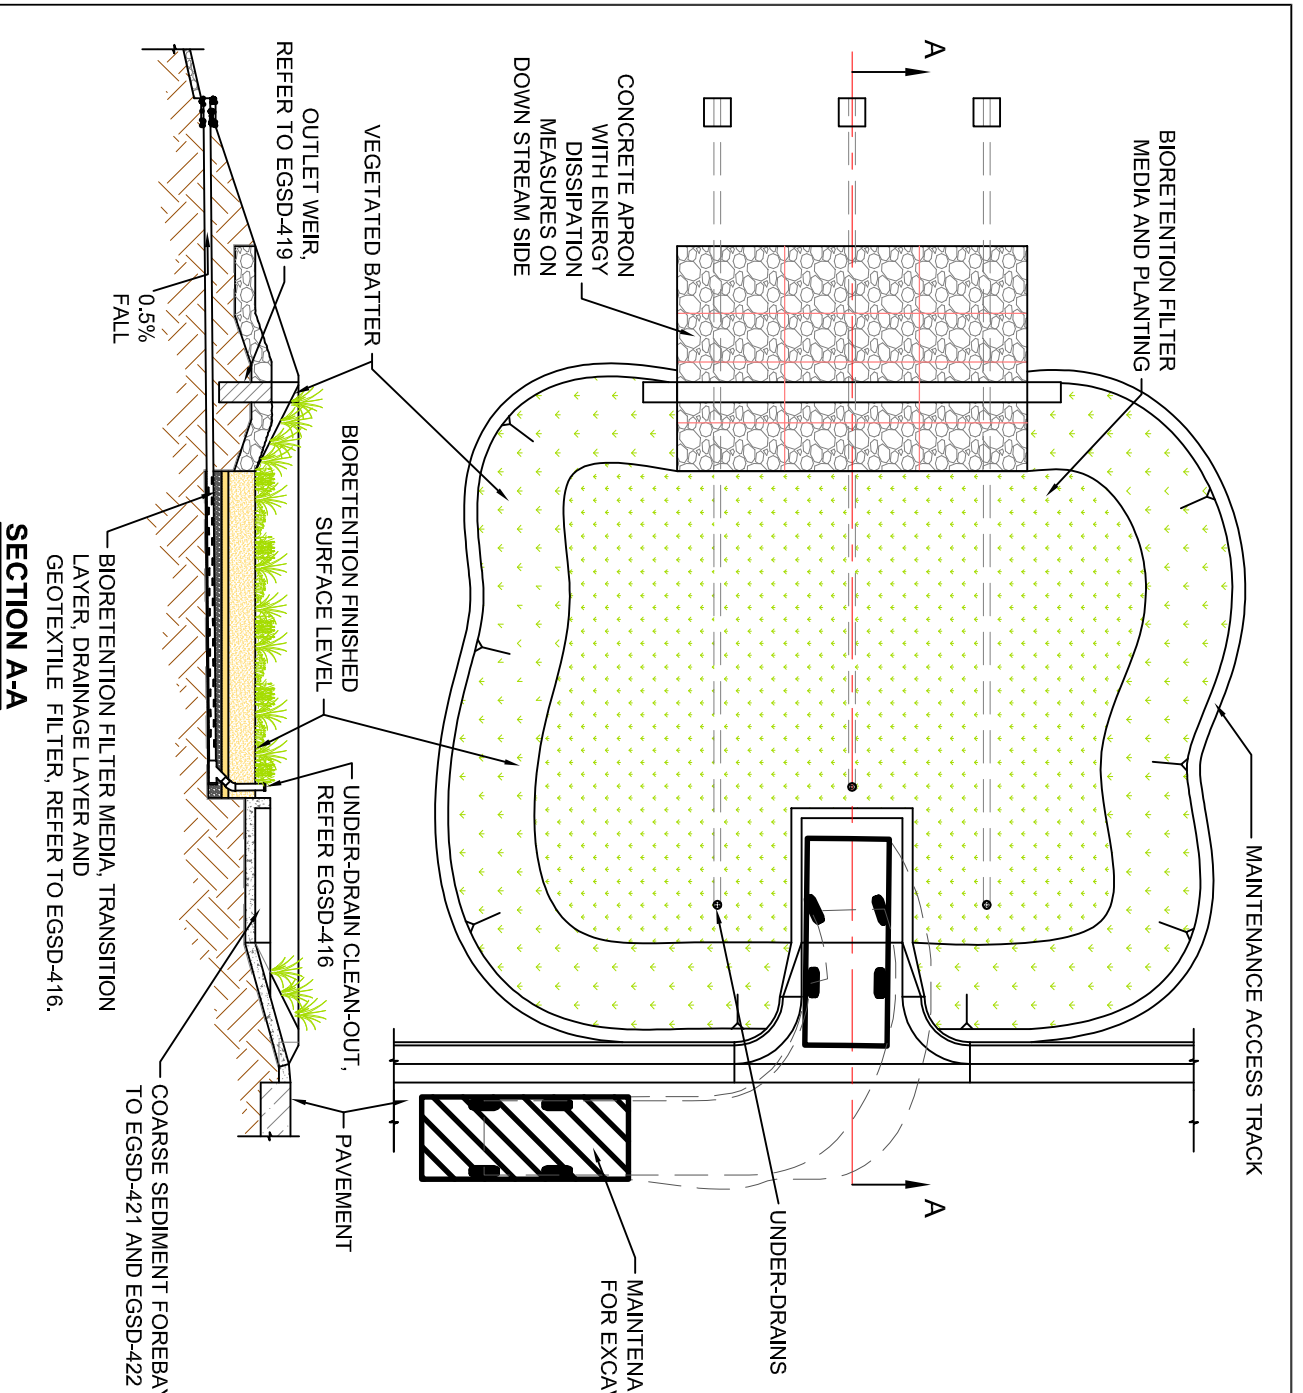 A
BIORETENTION FILTER
MEDIA AND PLANTING
MAINTENANCE ACCESS TRACK
CONCRETE APRON
WITH ENERGY
DISSIPATION
MEASURES ON
DOWN STREAM SIDE
VEGETATED BATTER
OUTLET WEIR,
REFER TO EGSD-419
0.5%
FALL
BIORETENTION FINISHED
SURFACE LEVEL
UNDER-DRAIN CLEAN-OUT,
REFER EGSD-416
BIORETENTION FILTER MEDIA, TRANSITION
LAYER, DRAINAGE LAYER AND
GEOTEXTILE FILTER, REFER TO EGSD-416.
SECTION A-A
A
UNDER-DRAINS
MAINTENA
FOR EXCAV
PAVEMENT
COARSE SEDIMENT FOREBAY
TO EGSD-421 AND EGSD-422